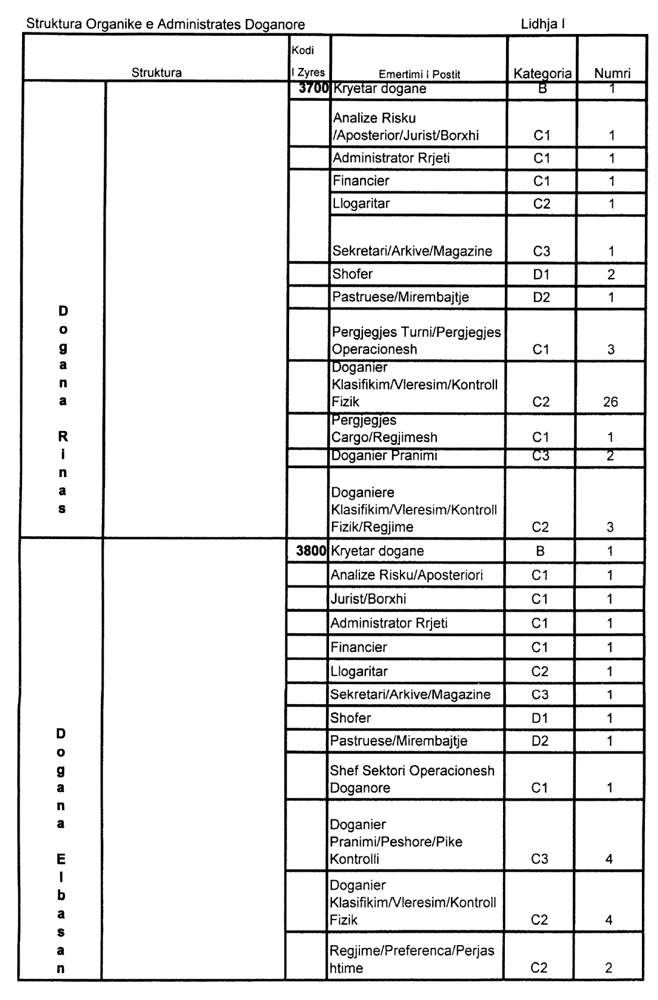 Struktura Organike e Administrates Doganore Lidhja I
Struktura Kodi I Zyres Emertimi I Postit Kategoria Numri
Dogana Rinas
3700 Kryetar dogane B 1
Analize Risku
/Aposterior/Jurist/Borxhi C1 1
Administrator Rrjeti C1 1
Financier C1 1
Llogaritar C2 1
Sekretari/Arkive/Magazine C3 1
Shofer D1 2
Pastruese/Mirembajtje D2 1
Pergjegjes Turni/Pergjegjes
Operacionesh C1 3
Doganier
Klasifikim/Vleresim/Kontroll
Fizik C2 26
Pergjegjes
Cargo/Regjimesh C1 1
Doganier Pranimi C3 2
Doganiere
Klasifikim/Vleresim/Kontroll
Fizik/Regjime C2 3
Dogana Elbasan
3800 Kryetar dogane B 1
Analize Risku/Aposteriori C1 1
Jurist/Borxhi C1 1
Administrator Rrjeti C1 1
Financier C1 1
Llogaritar C2 1
Sekretari/Arkive/Magazine C3 1
Shofer D1 1
Pastruese/Mirembajtje D2 1
Shef Sektori Operacionesh
Doganore C1 1
Doganier
Pranimi/Peshore/Pike
Kontrolli C3 4
Doganier
Klasifikim/Vleresim/Kontroll
Fizik C2 4
Regjime/Preferenca/Perjas
htime C2 2